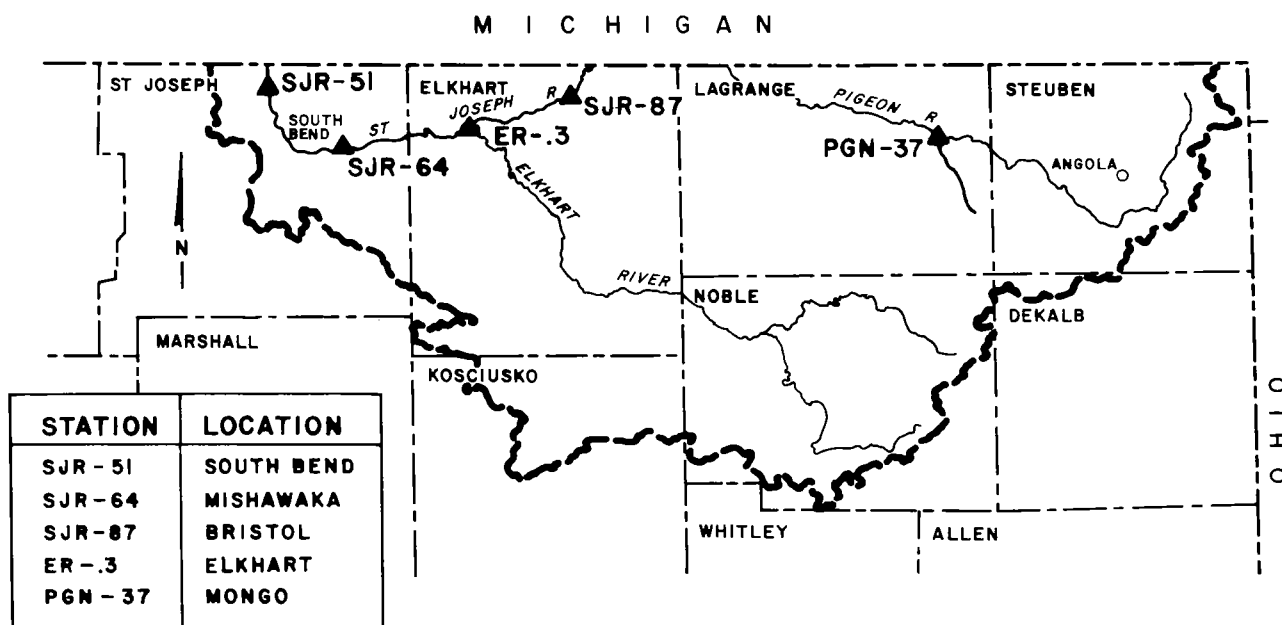 MICHIGAN
ST JOSEPH
SJR-51
ELKHART
JOSEPH R
SJR-87
LAGRANGE
PIGEON R
STEUBEN
SOUTH
BEND
ST
ER-.3
SJR-64
PGN-37
ANGOLA
ELKHART
N
RIVER
NOBLE
DEKALB
MARSHALL
KOSCIUSKO
OHIO
WHITLEY
ALLEN
STATION LOCATION
SJR-51 SOUTH BEND
SJR-64 MISHAWAKA
SJR-87 BRISTOL
ER-.3 ELKHART
PGN-37 MONGO